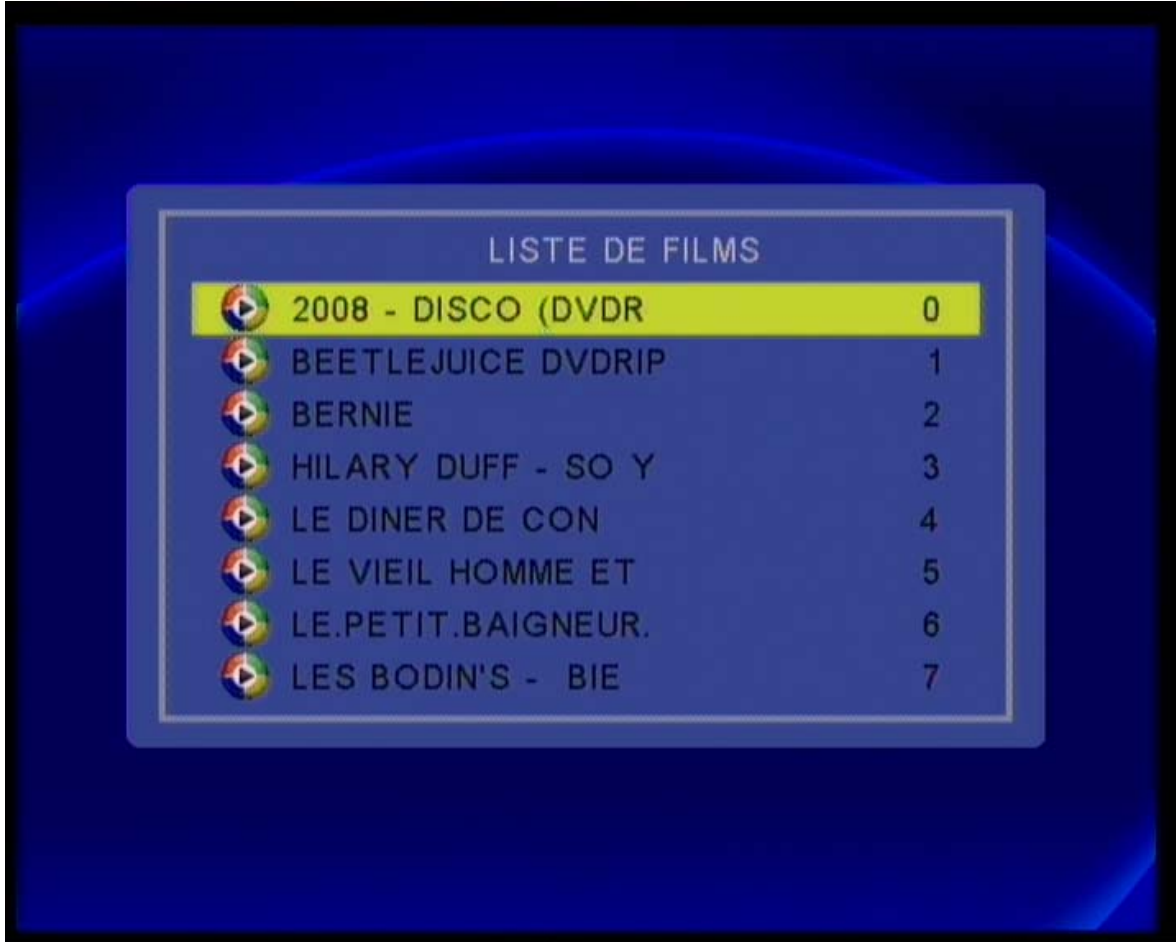 LISTE DE FILMS
2008 - DISCO (DVDR 0
BEETLEJUICE DVDRIP 1
BERNIE 2
HILARY DUFF - SO Y 3
LE DINER DE CON 4
LE VIEIL HOMME ET 5
LE.PETIT.BAIGNEUR. 6
LES BODIN'S -  BIE 7